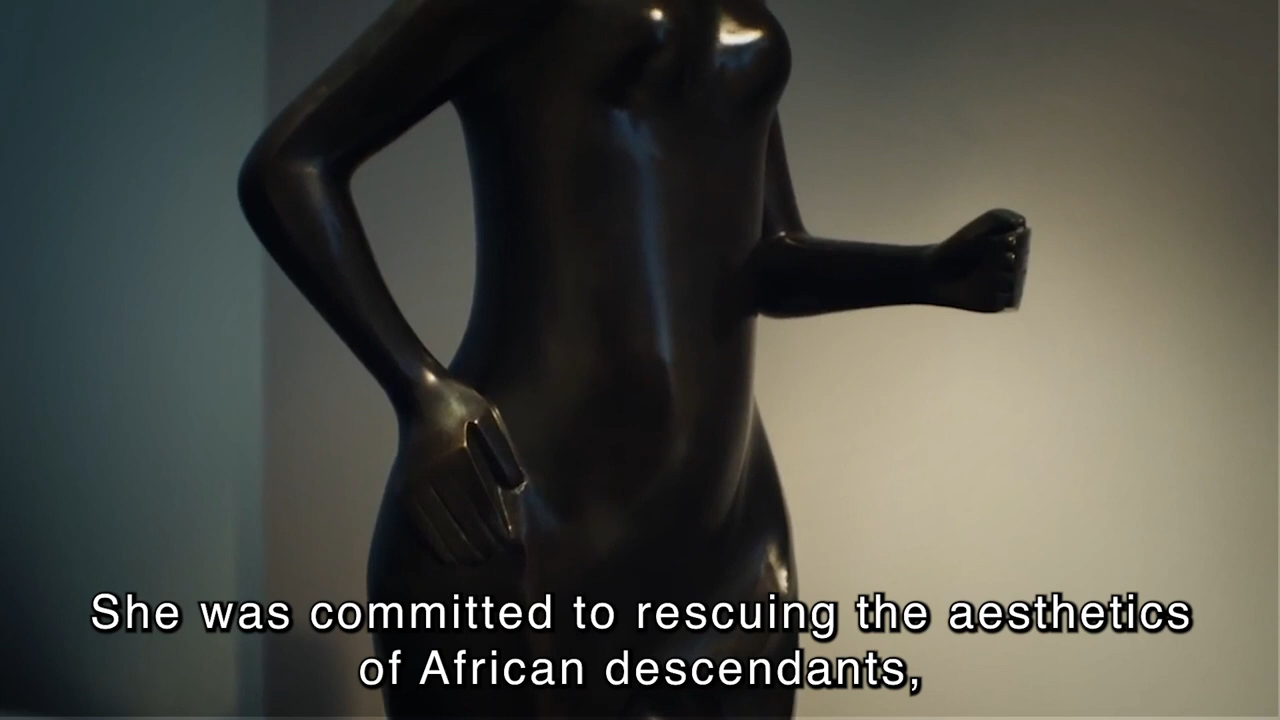 She was committed to rescuing the aesthetics
of African descendants,